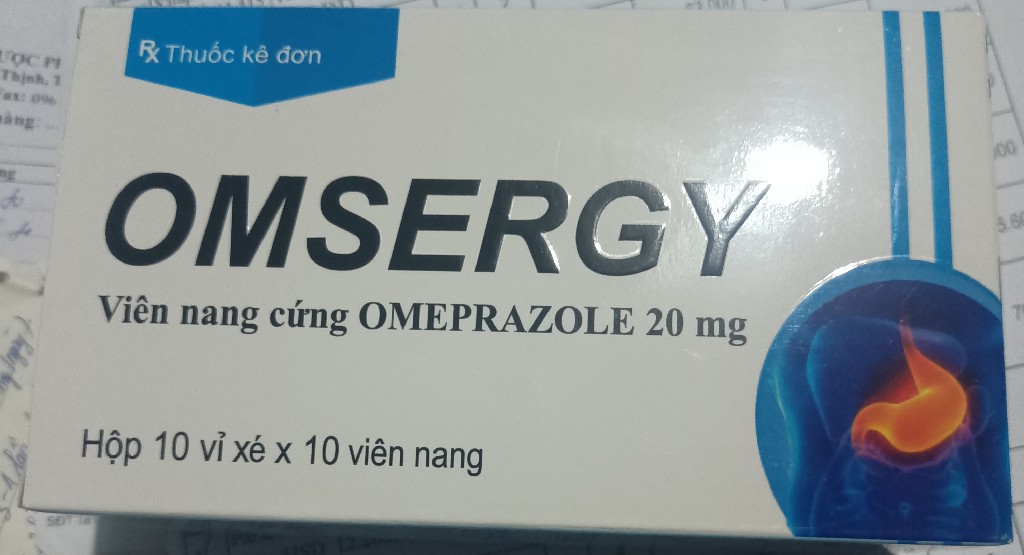 Rx Thuốc kê đơn
OMSERGY
Viên nang cứng OMEPRAZOLE 20 mg
Hộp 10 vỉ xé x 10 viên nang